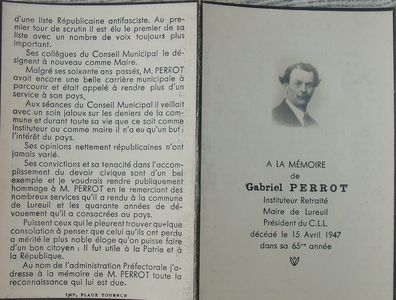 d'une liste Républicaine antifasciste. Au pre-
mier tour de scrutin il est élu le premier de sa
liste avec un nombre de voix toujours plus
important.
Ses collègues du Conseil Municipal le dé-
signent à nouveau comme Maire.
Malgré ses soixante ans passés, M. PERROT
avait encore une belle carrière municipale à
parcourir et était appelé à rendre plus d'un
service à son pays.
Aux séances du Conseil Municipal il veillait
avec un soin jaloux sur les deniers de la com-
mune et durant toute sa vie que ce soit comme
Instituteur ou comme maire il n'a eu qu'un but:
l'intérêt du pays.
Ses opinions nettement républicaines n'ont
jamais varié.
Ses convictions et sa tenacité dans l'accom-
plissement du devoir civique sont d'un bel
exemple et je voudrais rendre publiquement
hommage à M. PERROT en le remerciant des
nombreux services qu'il a rendu à la commune
de Lureuil et les quarante années de dé-
vouement qu'il a consacrées au pays.
Puissent ceux qui le pleurent trouver quelque
consolation à penser que celui qu'ils ont perdu
a mérité le plus noble éloge qu'on puisse faire
d'un bon citoyen : Il fut utile à la Patrie et à
la République.
Au nom de l'administration Préfectorale j'a-
dresse à la mémoire de M. PERROT toute la
reconnaissance qui lui est due.
IMP. PLAUX TOURNON
A LA MÉMOIRE
de
Gabriel PERROT
Instituteur Retraité
Maire de Lureuil
Président du C.L.L.
décédé le 15 Avril 1947
dans sa 65me année